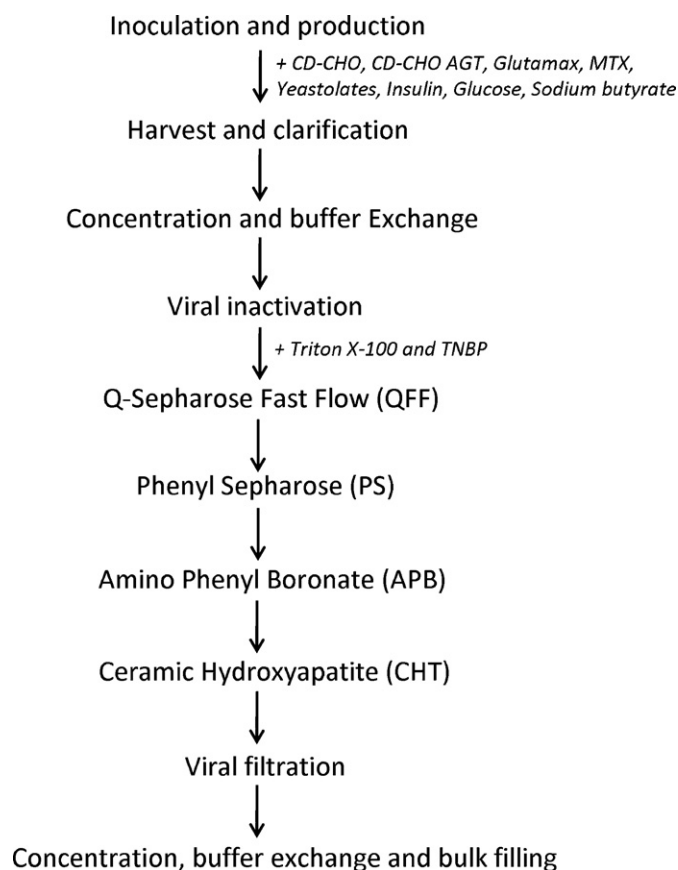 Inoculation and production
+ CD-CHO, CD-CHO AGT, Glutamax, MTX,
Yeastolates, Insulin, Glucose, Sodium butyrate
Harvest and clarification
Concentration and buffer Exchange
Viral inactivation
+ Triton X-100 and TNBP
Q-Sepharose Fast Flow (QFF)
Phenyl Sepharose (PS)
Amino Phenyl Boronate (APB)
Ceramic Hydroxyapatite (CHT)
Viral filtration
Concentration, buffer exchange and bulk filling